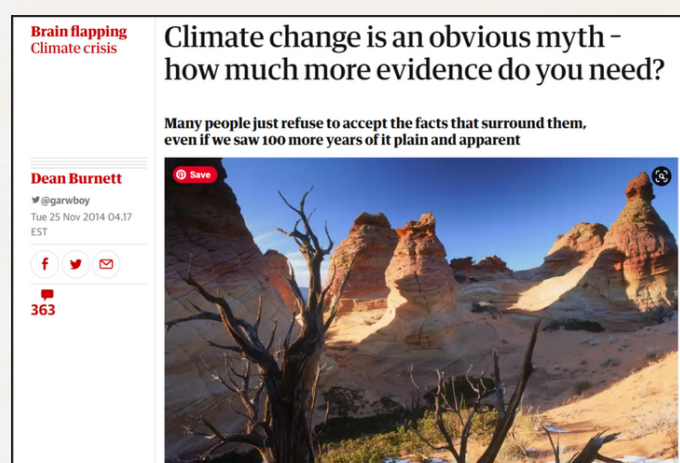 Brain flapping
Climate crisis
Climate change is an obvious myth –
how much more evidence do you need?
Many people just refuse to accept the facts that surround them,
even if we saw 100 more years of it plain and apparent
Dean Burnett
@garwboy
Tue 25 Nov 2014 04.17
EST
363
Save